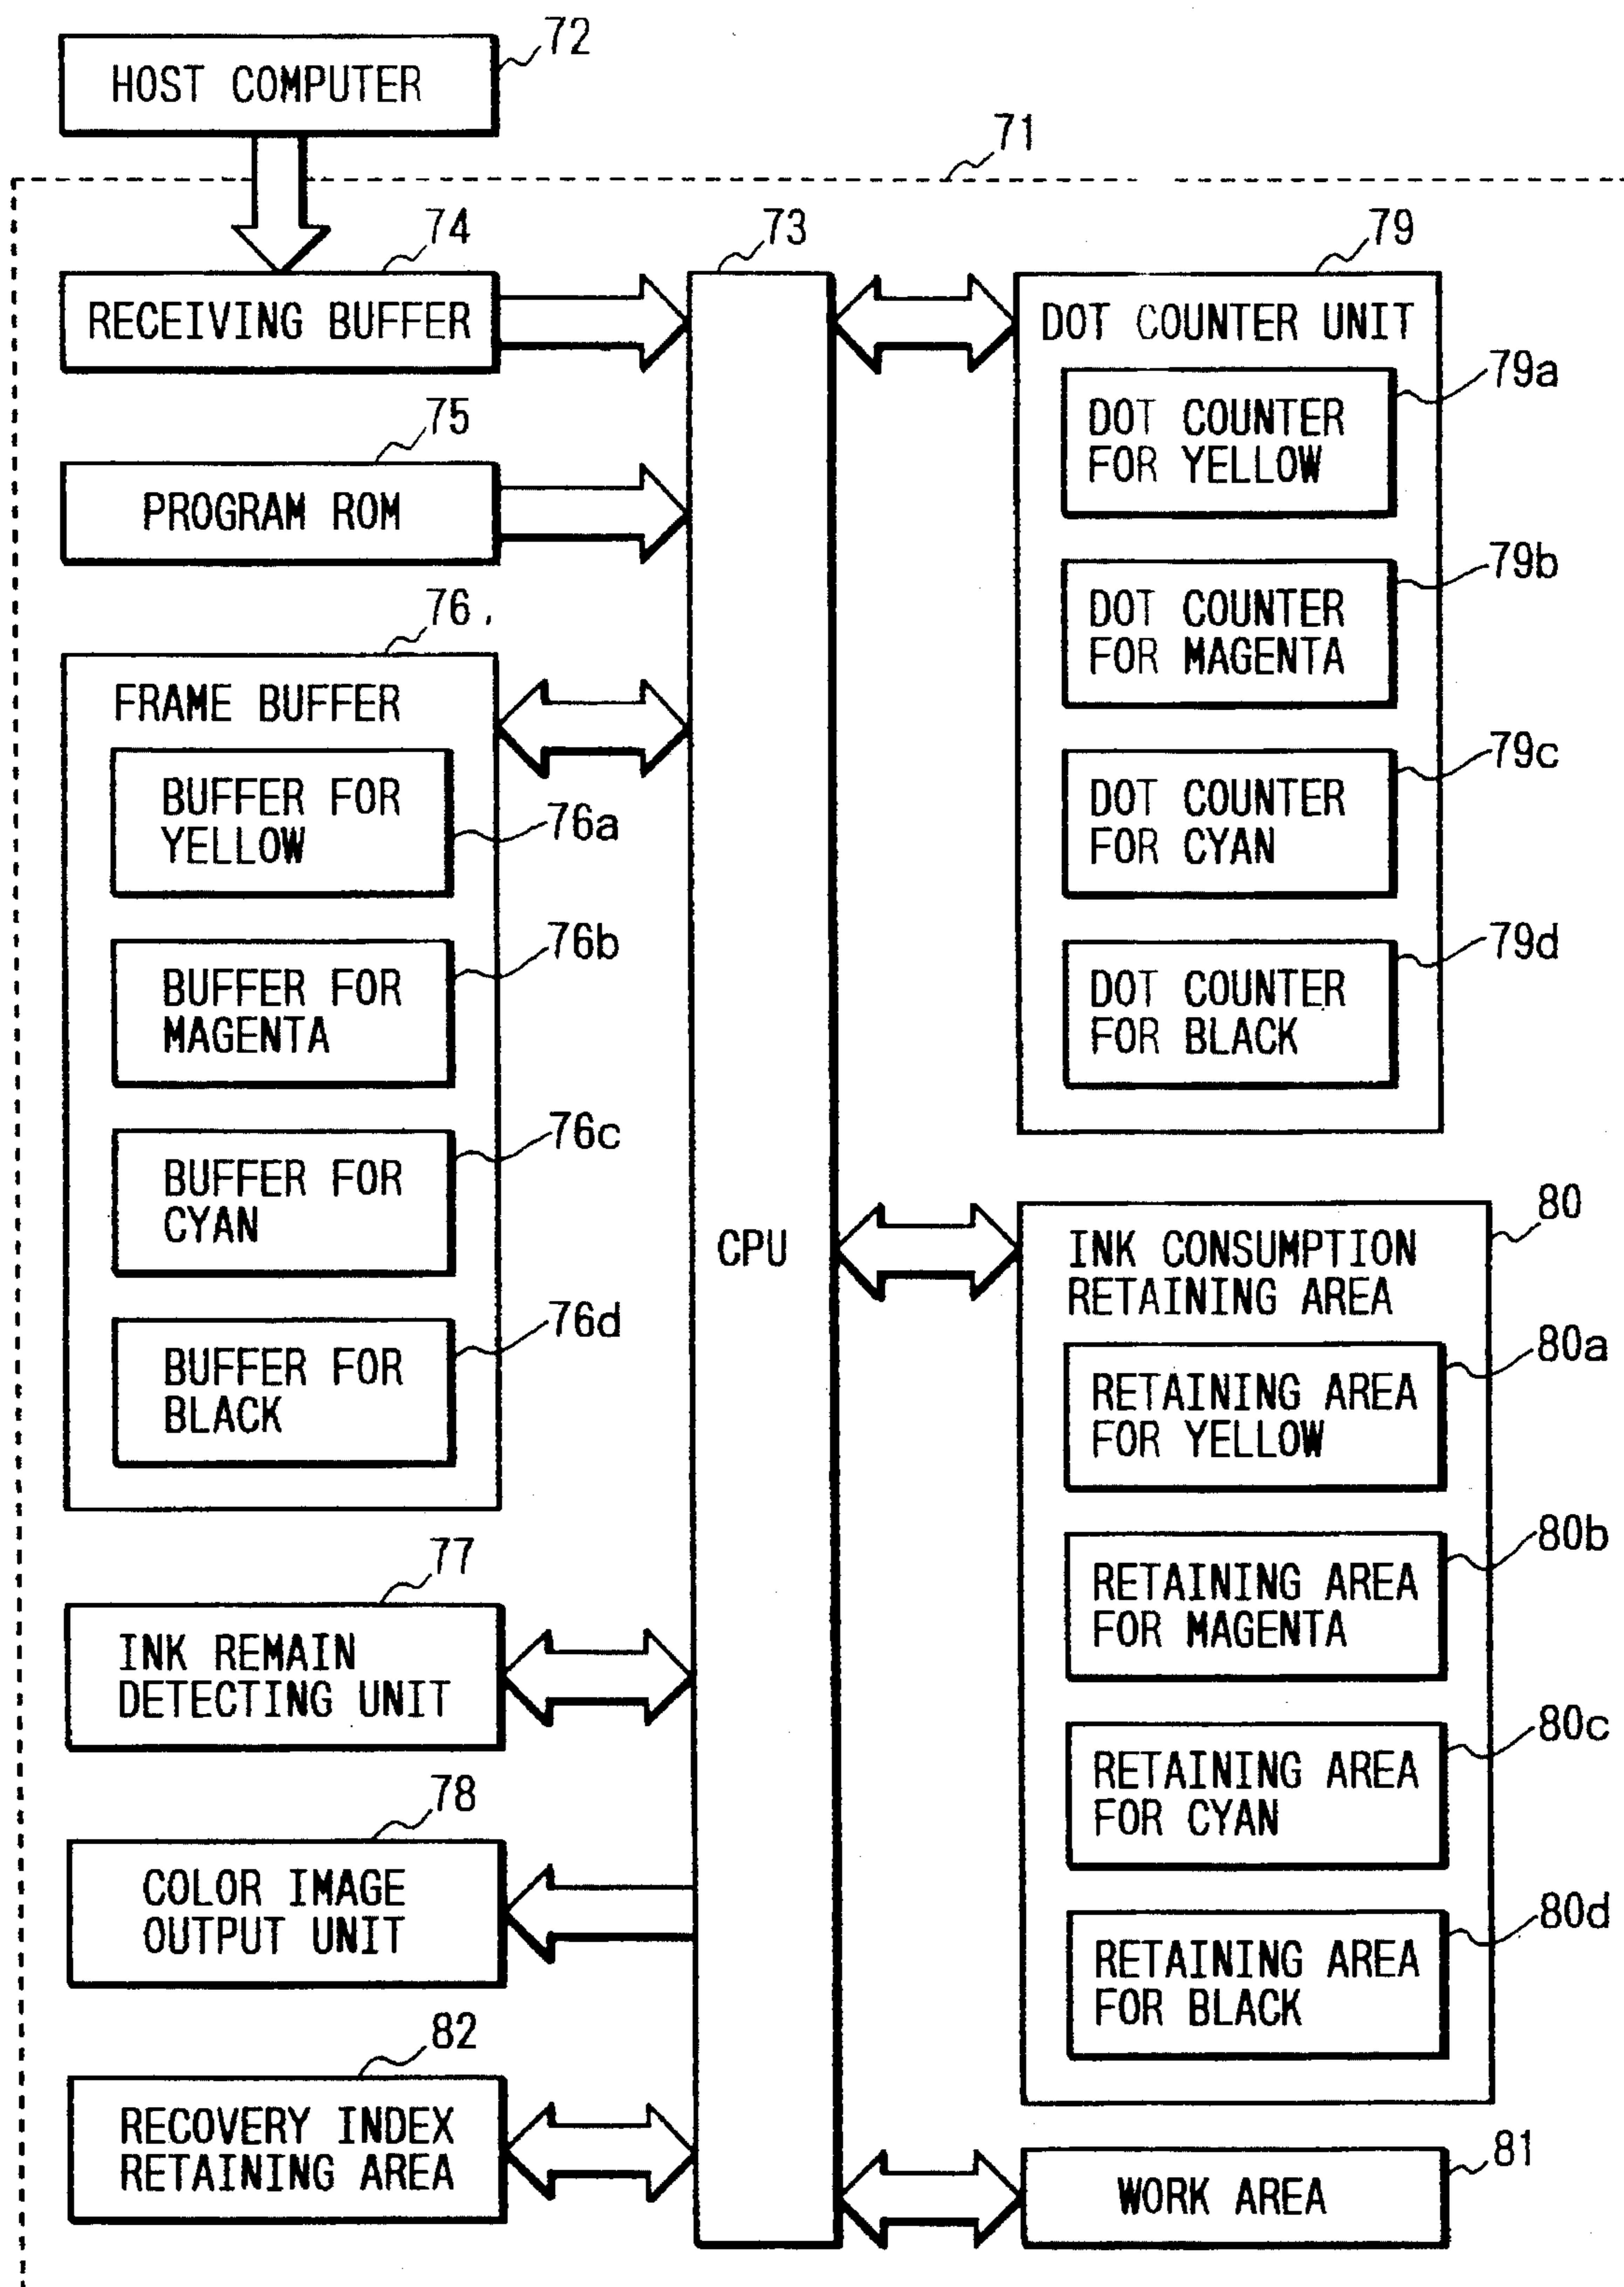 72
HOST COMPUTER
71
74
RECEIVING BUFFER
75
PROGRAM ROM
76
FRAME BUFFER
BUFFER FOR
YELLOW
76a
76b
BUFFER FOR
MAGENTA
76c
BUFFER FOR
CYAN
76d
BUFFER FOR
BLACK
77
INK REMAIN
DETECTING UNIT
78
COLOR IMAGE
OUTPUT UNIT
82
RECOVERY INDEX
RETAINING AREA
73
CPU
79
DOT COUNTER UNIT
79a
DOT COUNTER
FOR YELLOW
79b
DOT COUNTER
FOR MAGENTA
79c
DOT COUNTER
FOR CYAN
79d
DOT COUNTER
FOR BLACK
80
INK CONSUMPTION
RETAINING AREA
80a
RETAINING AREA
FOR YELLOW
80b
RETAINING AREA
FOR MAGENTA
80c
RETAINING AREA
FOR CYAN
80d
RETAINING AREA
FOR BLACK
81
WORK AREA